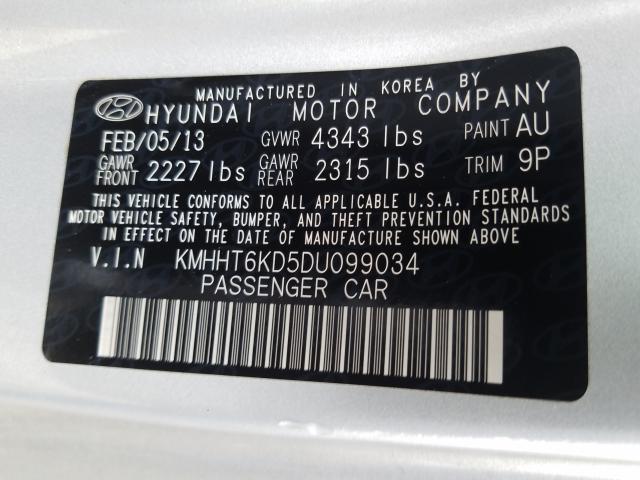 MANUFACTURED IN KOREA BY
HYUNDAI MOTOR COMPANY
FEB/05/13 GVWR 4343 lbs PAINT AU
GAWR FRONT 2227 lbs GAWR REAR 2315 lbs TRIM 9P
THIS VEHICLE CONFORMS TO ALL APPLICABLE U.S.A. FEDERAL
MOTOR VEHICLE SAFETY, BUMPER, AND THEFT PREVENTION STANDARDS
IN EFFECT ON THE DATE OF MANUFACTURE SHOWN ABOVE
V.I.N KMHHT6KD5DU099034
PASSENGER CAR